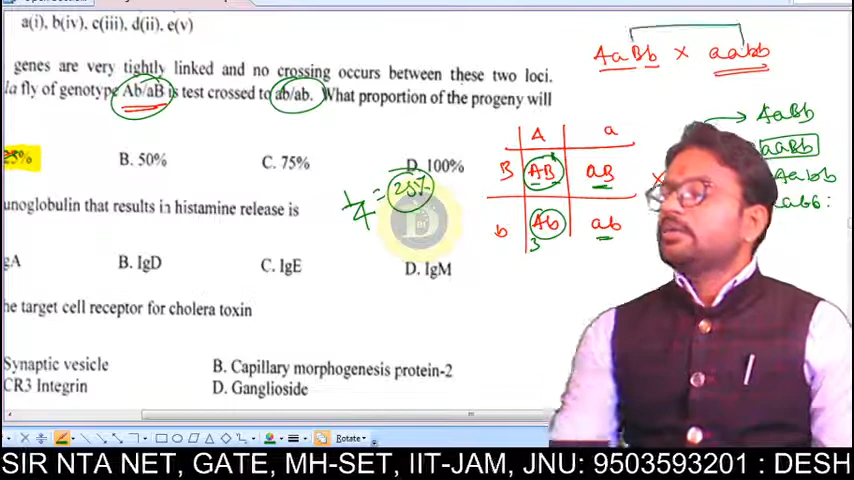 a(i), b(iv), c(iii), d(ii), e(v)
genes are very tightly linked and no crossing occurs between these two loci.
la fly of genotype Ab/aB is test crossed to ab/ab. What proportion of the progeny will
25% B. 50% C. 75% D. 100%
unoglobulin that results in histamine release is
gA B. IgD C. IgE D. IgM
he target cell receptor for cholera toxin
Synaptic vesicle B. Capillary morphogenesis protein-2
CR3 Integrin D. Ganglioside
AaBb × aabb
A a
B AB aB ×
b Ab ab
3
1/4 = 25%
AaBb
aaBb
Aabb
aabb:
Rotate
SIR NTA NET, GATE, MH-SET, IIT-JAM, JNU: 9503593201 : DESH